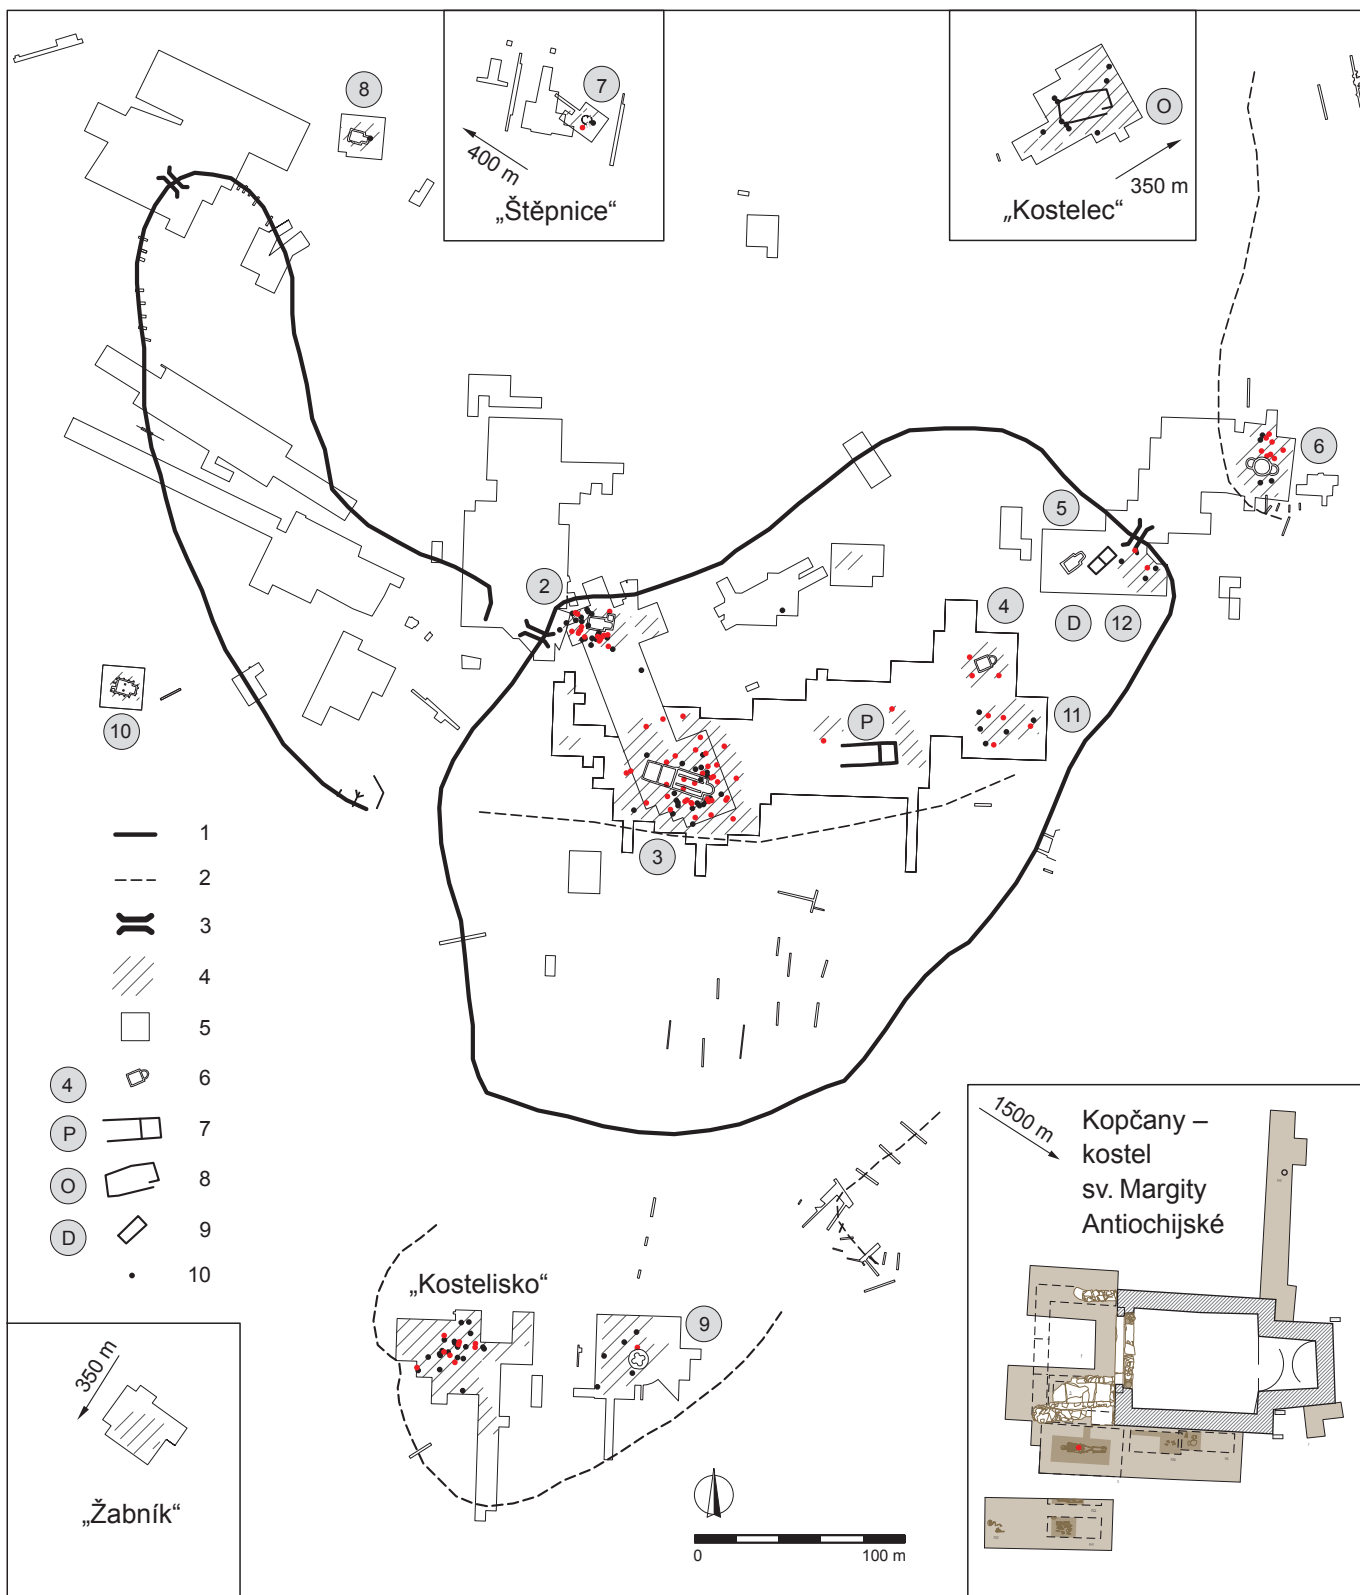 8
7
400 m
„Štěpnice“
O
350 m
„Kostelec“
6
5
2
4
D
12
10
P
11
3
1
2
3
4
5
4
6
P
7
O
8
D
9
10
1500 m
Kopčany –
kostel
sv. Margity
Antiochijské
„Kostelisko“
9
350 m
„Žabník“
0
100 m